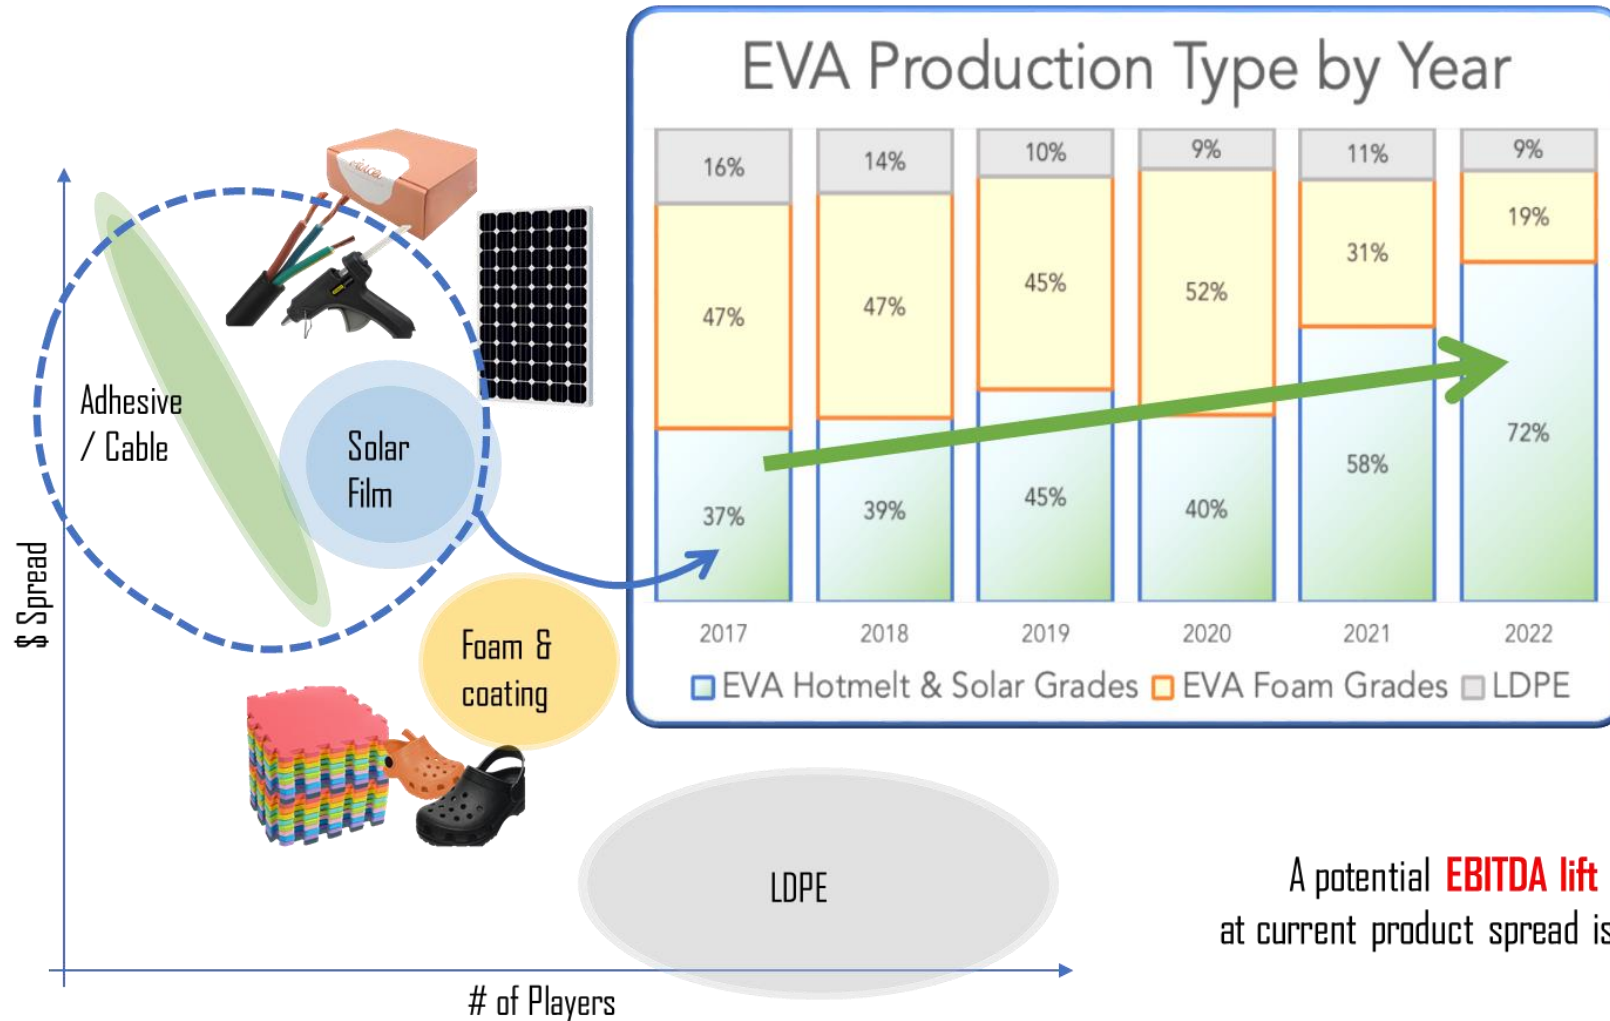 EVA Production Type by Year
16%
14%
10%
9%
11%
9%
47%
47%
45%
52%
31%
19%
37%
39%
45%
40%
58%
72%
2017
2018
2019
2020
2021
2022
EVA Hotmelt & Solar Grades
EVA Foam Grades
LDPE
$ Spread
Adhesive
/ Cable
Solar
Film
Foam &
coating
LDPE
# of Players
A potential EBITDA lift
at current product spread is